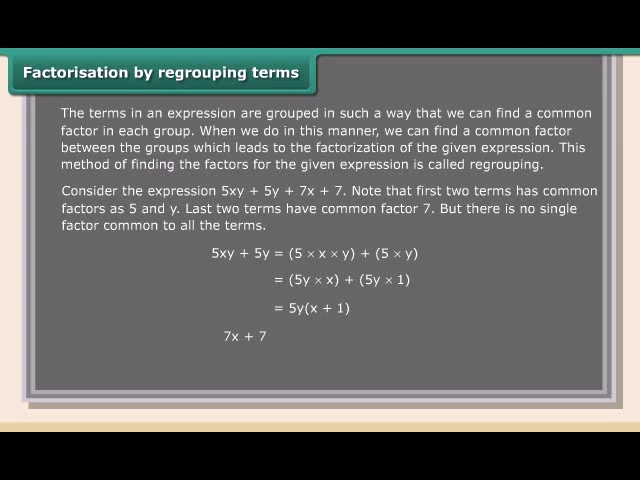 Factorisation by regrouping terms
The terms in an expression are grouped in such a way that we can find a common
factor in each group. When we do in this manner, we can find a common factor
between the groups which leads to the factorization of the given expression. This
method of finding the factors for the given expression is called regrouping.
Consider the expression 5xy + 5y + 7x + 7. Note that first two terms has common
factors as 5 and y. Last two terms have common factor 7. But there is no single
factor common to all the terms.
5xy + 5y = (5 × x × y) + (5 × y)
= (5y × x) + (5y × 1)
= 5y(x + 1)
7x + 7